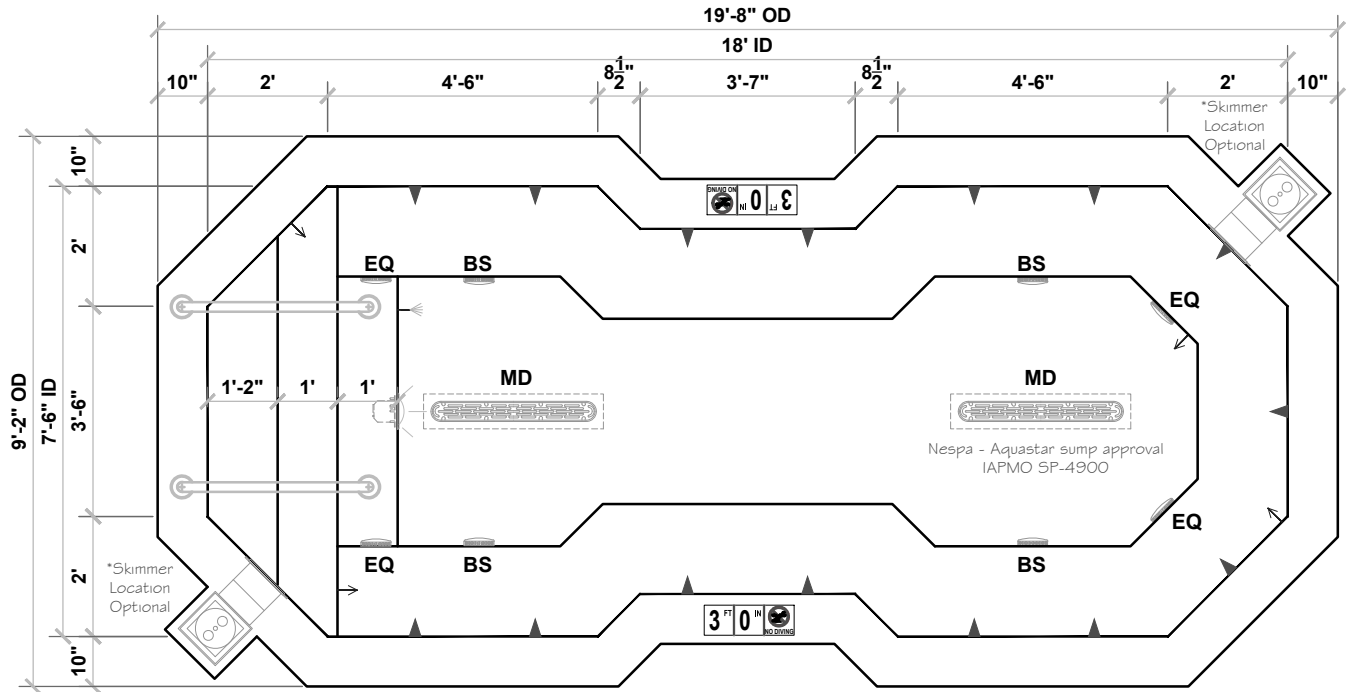 19'-8" OD
18' ID
10"
2'
4'-6"
8 1/2"
3'-7"
8 1/2"
4'-6"
2'
10"
*Skimmer
Location
Optional
9'-2" OD
7'-6" ID
10"
2'
3'-6"
2'
10"
3 FT 0 IN NO DIVING
EQ
BS
BS
EQ
1'-2"
1'
1'
MD
MD
Nespa - Aquastar sump approval
IAPMO SP-4900
EQ
EQ
BS
BS
*Skimmer
Location
Optional
3 FT 0 IN NO DIVING